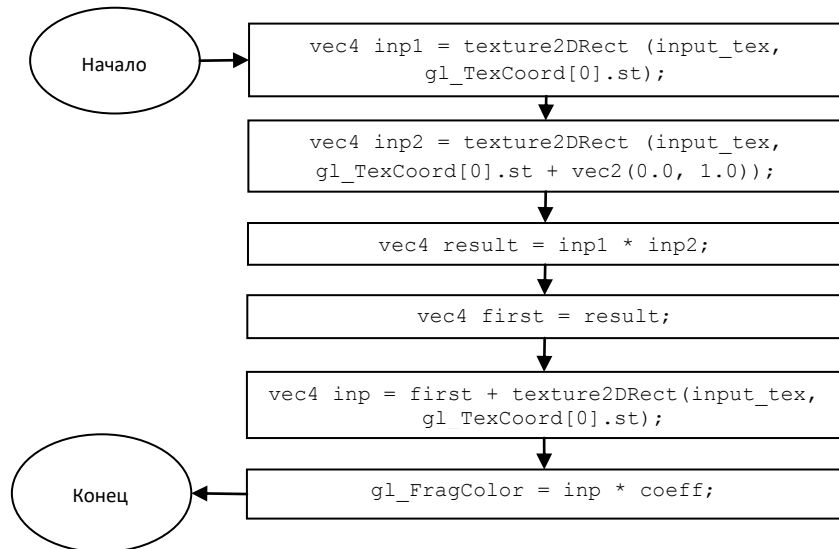 Начало
vec4 inp1 = texture2DRect (input_tex,
gl_TexCoord[0].st);
vec4 inp2 = texture2DRect (input_tex,
gl_TexCoord[0].st + vec2(0.0, 1.0));
vec4 result = inp1 * inp2;
vec4 first = result;
vec4 inp = first + texture2DRect(input_tex,
gl_TexCoord[0].st);
gl_FragColor = inp * coeff;
Конец